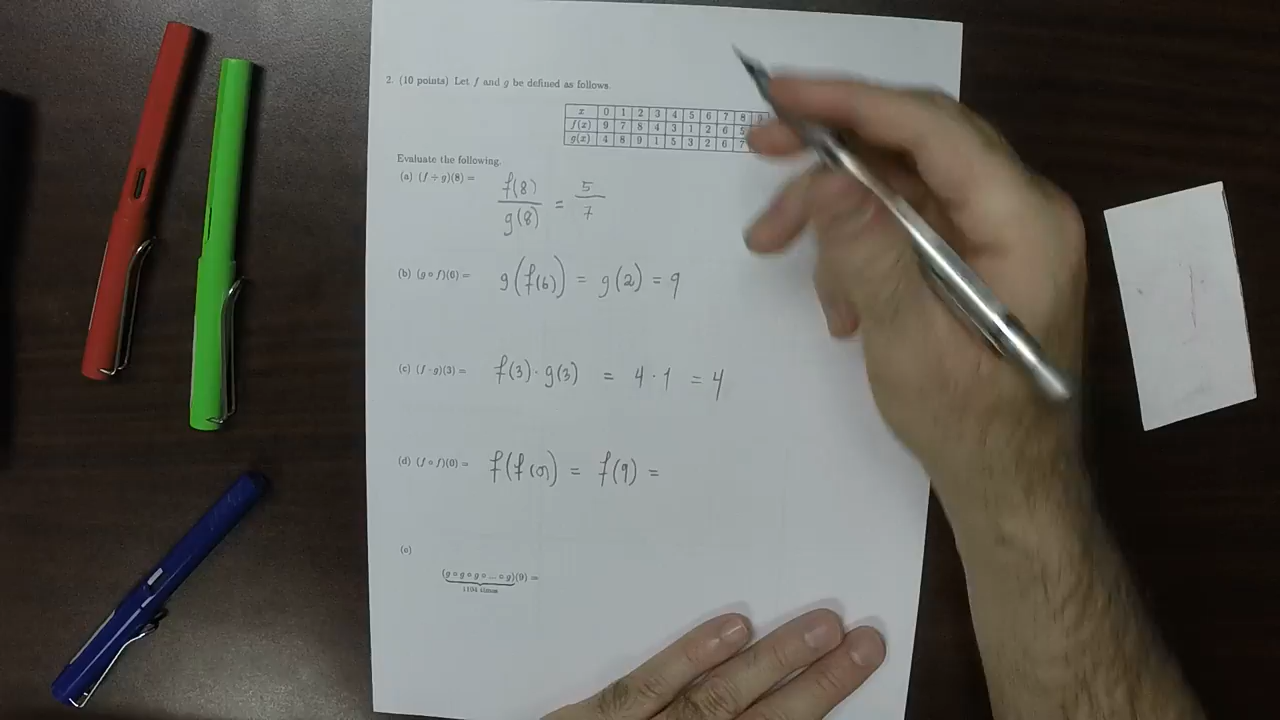 2. (10 points) Let f and g be defined as follows.
x 0 1 2 3 4 5 6 7 8 9
f(x) 9 7 8 4 3 1 2 6 5
g(x) 4 8 9 1 5 3 2 6 7
Evaluate the following.
(a) (f ÷ g)(8) = f(8)/g(8) = 5/7
(b) (g ∘ f)(6) = g(f(6)) = g(2) = 9
(c) (f · g)(3) = f(3) · g(3) = 4 · 1 = 4
(d) (f ∘ f)(0) = f(f(0)) = f(9) =
(e)
(g ∘ g ∘ g ∘ ... ∘ g)(9) =
1104 times